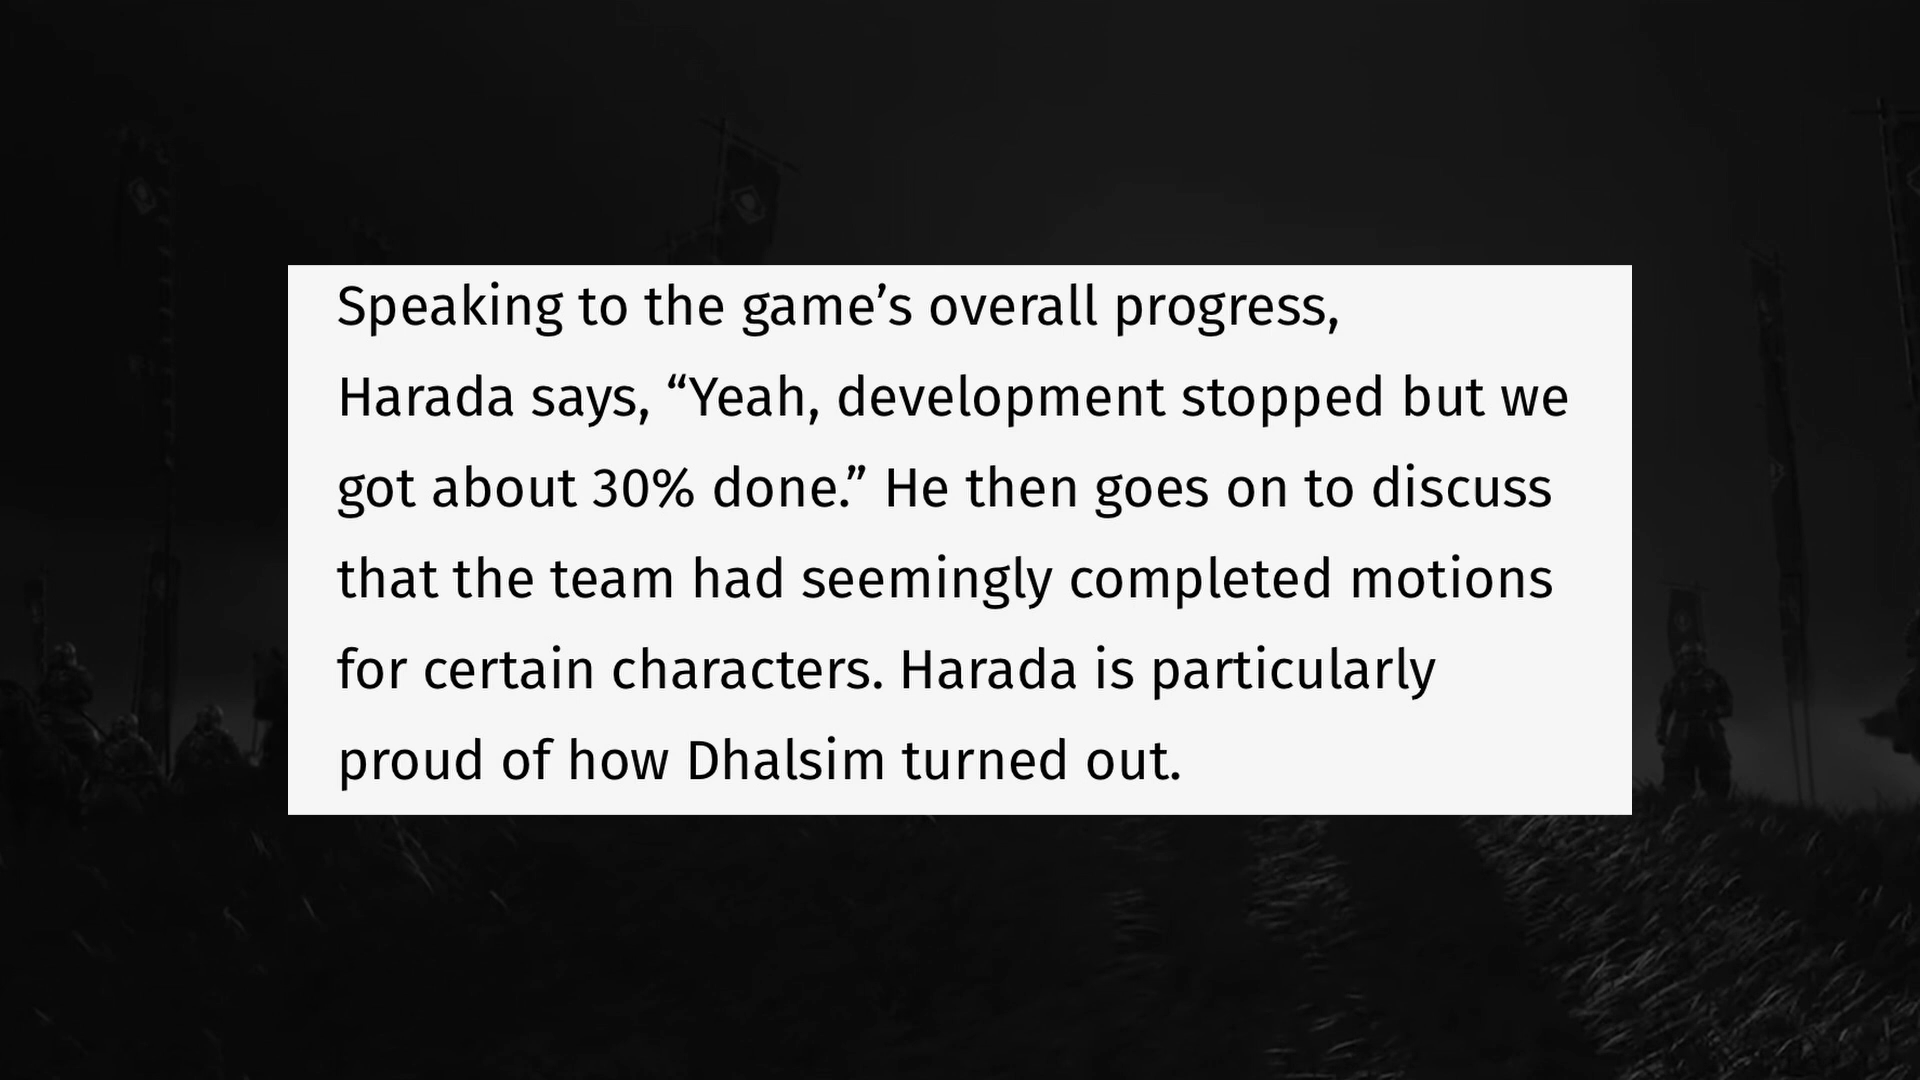 Speaking to the game’s overall progress,
Harada says, “Yeah, development stopped but we
got about 30% done.” He then goes on to discuss
that the team had seemingly completed motions
for certain characters. Harada is particularly
proud of how Dhalsim turned out.